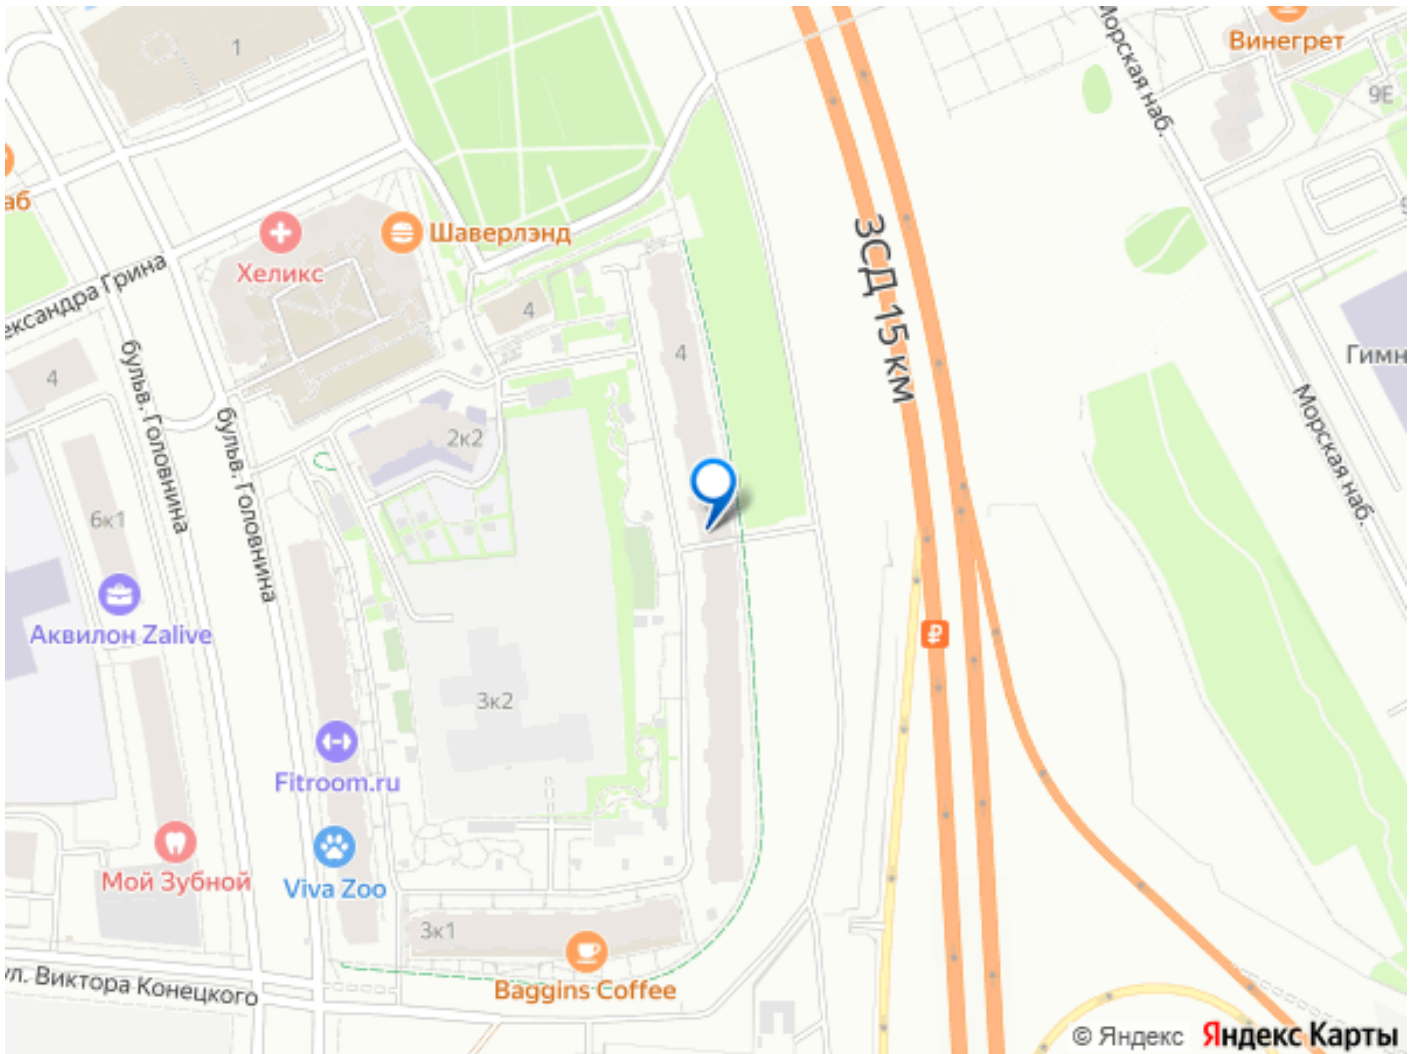 1
Морская наб.
Винегрет
9Е
аб
Шаверлэнд
Хеликс
ександра Грина
4
4
4
ЗСД 15 км
Гимн
бульв. Головнина
бульв. Головнина
Морская наб.
2к2
6к1
Аквилон Zalive
3к2
Fitroom.ru
Мой Зубной
Viva Zoo
3к1
Baggins Coffee
ул. Виктора Конецкого
© Яндекс Яндекс Карты